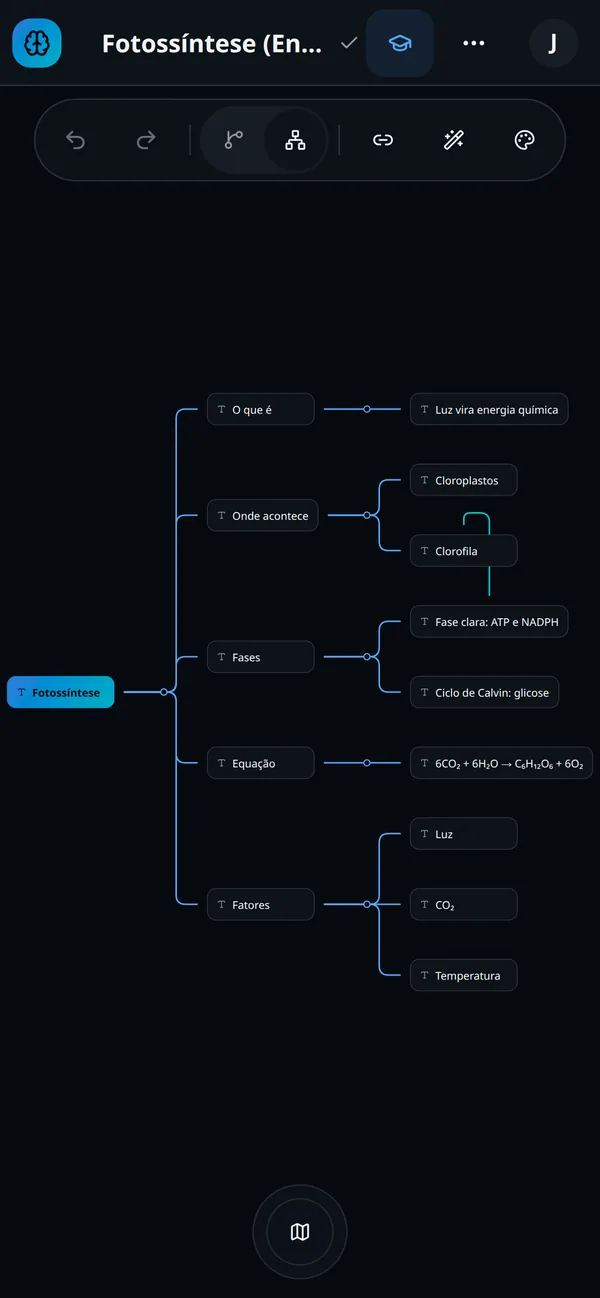 Fotossíntese (En...
J
O que é
Luz vira energia química
Onde acontece
Cloroplastos
Clorofila
Fases
Fase clara: ATP e NADPH
Ciclo de Calvin: glicose
Fotossíntese
Equação
6CO₂ + 6H₂O → C₆H₁₂O₆ + 6O₂
Fatores
Luz
CO₂
Temperatura